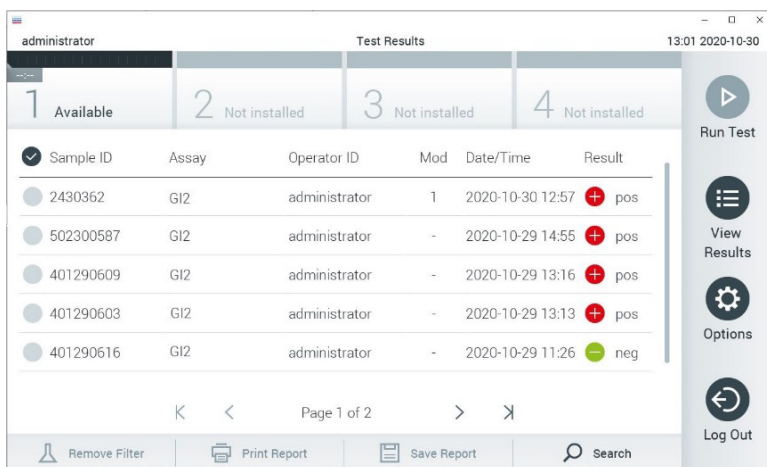 administrator Test Results 13:01 2020-10-30
--:--
1 Available 2 Not installed 3 Not installed 4 Not installed
Run Test
Sample ID Assay Operator ID Mod Date/Time Result
2430362 GI2 administrator 1 2020-10-30 12:57 pos
502300587 GI2 administrator - 2020-10-29 14:55 pos
View
Results
401290609 GI2 administrator - 2020-10-29 13:16 pos
401290603 GI2 administrator - 2020-10-29 13:13 pos
Options
401290616 GI2 administrator - 2020-10-29 11:26 neg
Page 1 of 2
Log Out
Remove Filter Print Report Save Report Search